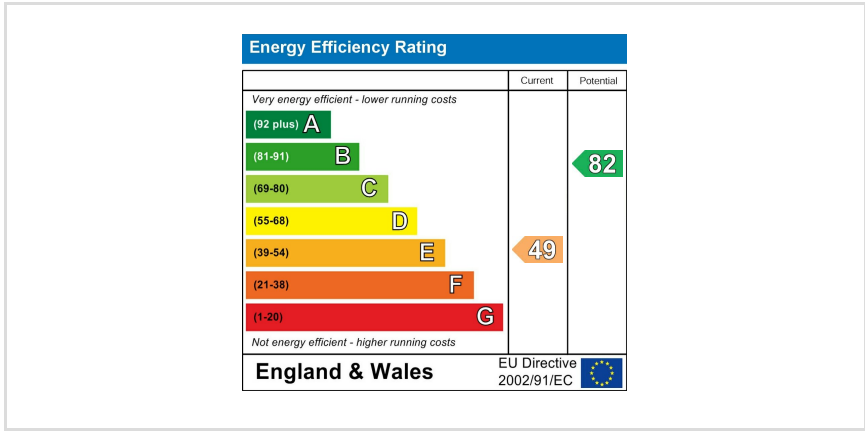 Energy Efficiency Rating
Current Potential
Very energy efficient - lower running costs
(92 plus) A
(81-91) B
82
(69-80) C
(55-68) D
(39-54) E
49
(21-38) F
(1-20) G
Not energy efficient - higher running costs
England & Wales
EU Directive
2002/91/EC